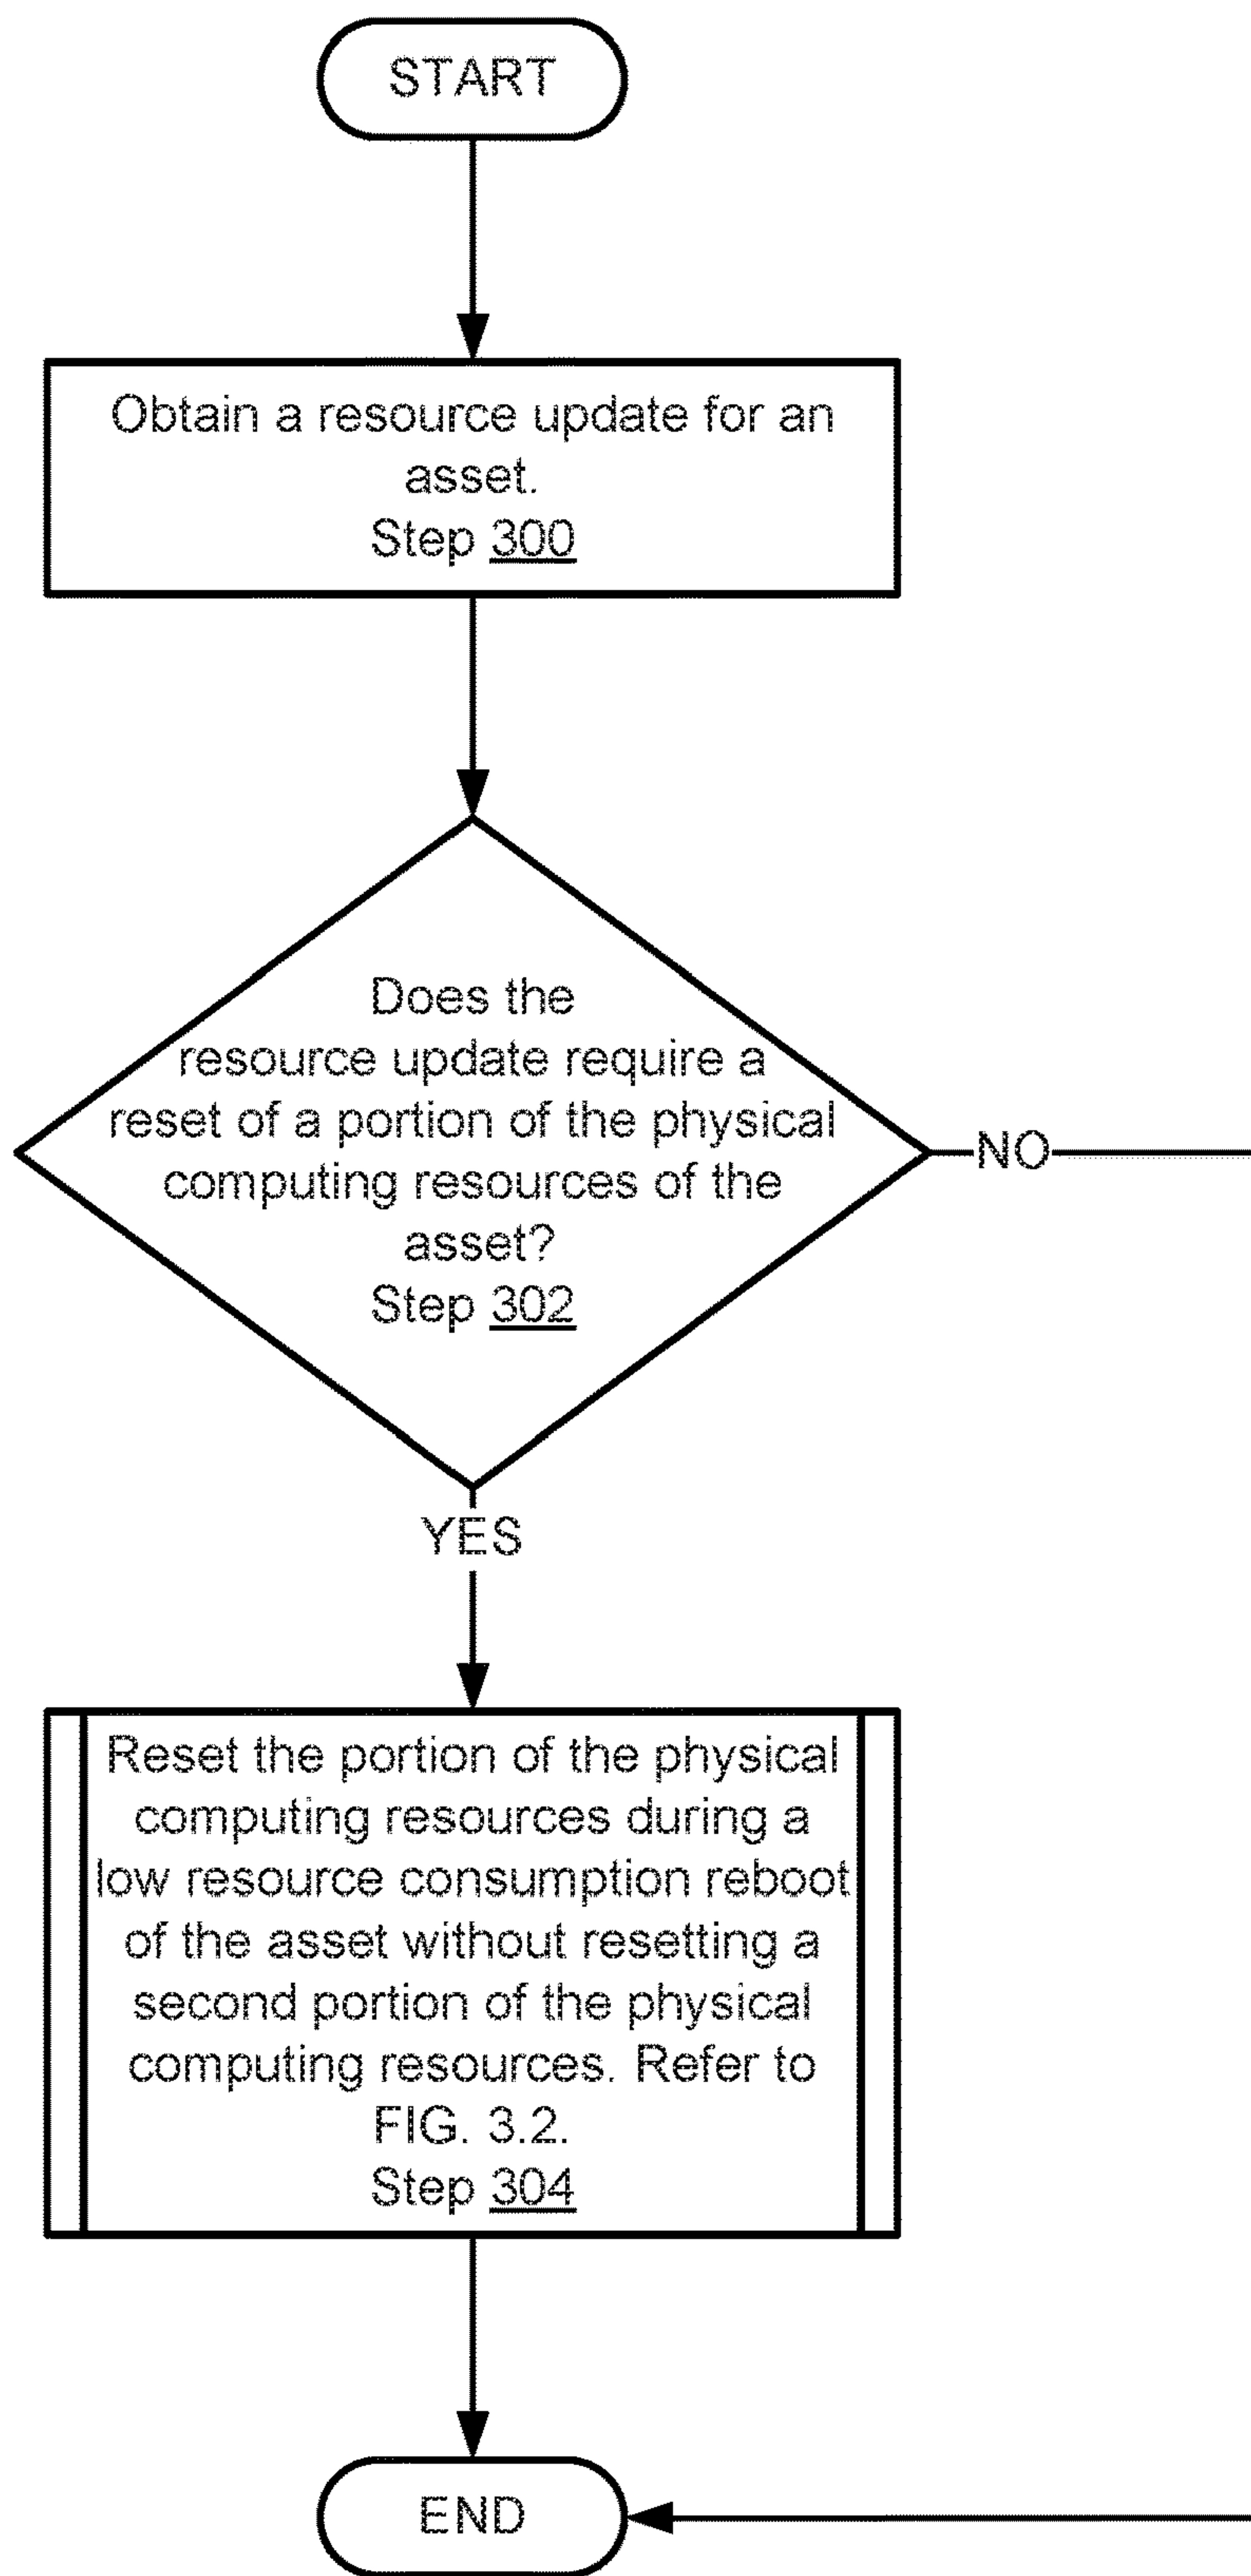 START
Obtain a resource update for an
asset.
Step 300
Does the
resource update require a
reset of a portion of the physical
computing resources of the
asset?
Step 302
NO
YES
Reset the portion of the physical
computing resources during a
low resource consumption reboot
of the asset without resetting a
second portion of the physical
computing resources. Refer to
FIG. 3.2.
Step 304
END